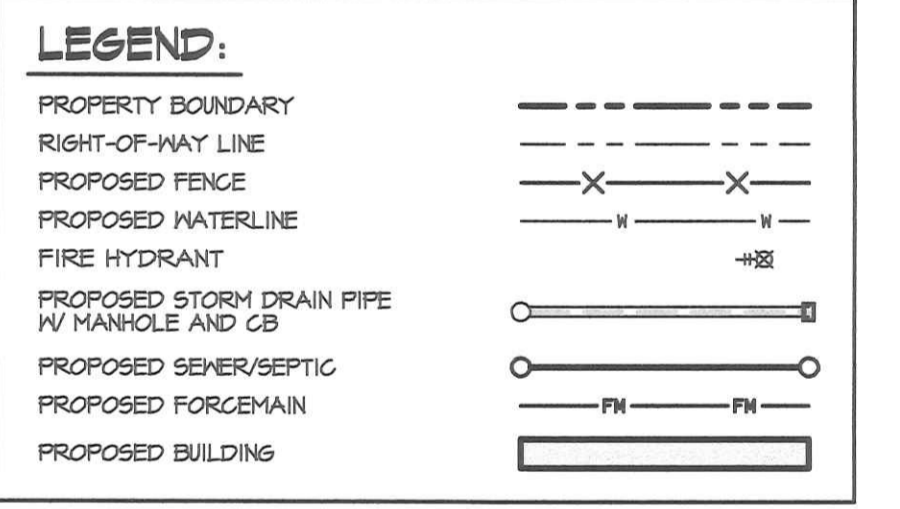 LEGEND:
PROPERTY BOUNDARY
RIGHT-OF-WAY LINE
PROPOSED FENCE
PROPOSED WATERLINE W W
FIRE HYDRANT
PROPOSED STORM DRAIN PIPE
W/ MANHOLE AND CB
PROPOSED SEWER/SEPTIC
PROPOSED FORCEMAIN FM FM
PROPOSED BUILDING